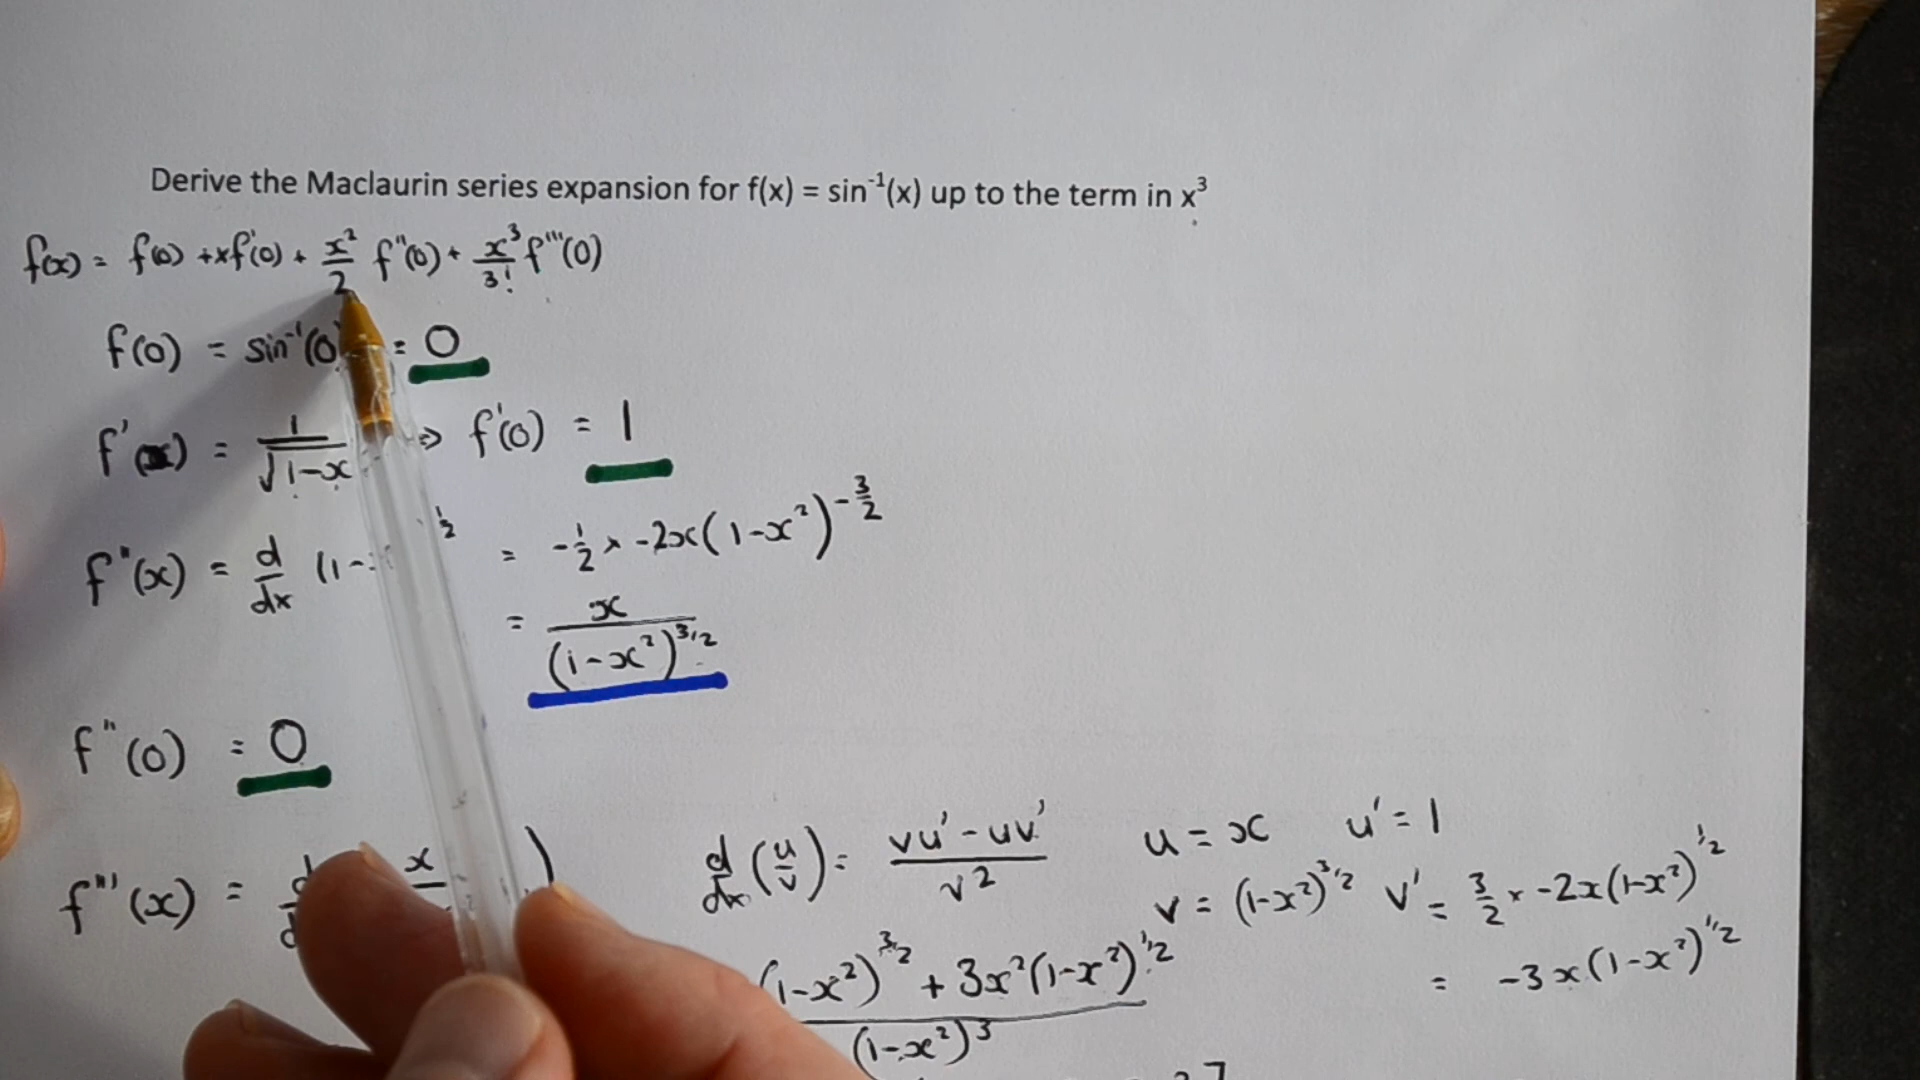 Derive the Maclaurin series expansion for f(x) = sin⁻¹(x) up to the term in x³
f(x) = f(0) + xf'(0) + x²/2 f''(0) + x³/3! f'''(0)
f(0) = sin⁻¹(0 = 0
f'(x) = 1/√1-x ⇒ f'(0) = 1
f''(x) = d/dx (1- ½ = -½ × -2x(1-x²)^-3/2
= x/(1-x²)^3/2
f''(0) = 0
f'''(x) = x ) d/dx (u/v) = vu' - uv'/v² u = x u' = 1
v = (1-x²)^3/2 v' = 3/2 × -2x(1-x²)^1/2
(1-x²)^3/2 + 3x²(1-x²)^1/2/(1-x²)³ = -3x(1-x²)^1/2